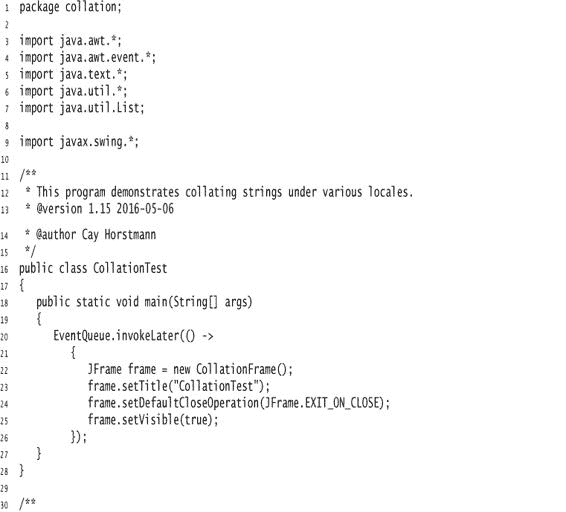 1 package collation;
2
3 import java.awt.*;
4 import java.awt.event.*;
5 import java.text.*;
6 import java.util.*;
7 import java.util.List;
8
9 import javax.swing.*;
10
11 /**
12  * This program demonstrates collating strings under various locales.
13  * @version 1.15 2016-05-06
14  * @author Cay Horstmann
15  */
16 public class CollationTest
17 {
18    public static void main(String[] args)
19    {
20       EventQueue.invokeLater(() ->
21          {
22             JFrame frame = new CollationFrame();
23             frame.setTitle("CollationTest");
24             frame.setDefaultCloseOperation(JFrame.EXIT_ON_CLOSE);
25             frame.setVisible(true);
26          });
27    }
28 }
29
30 /**